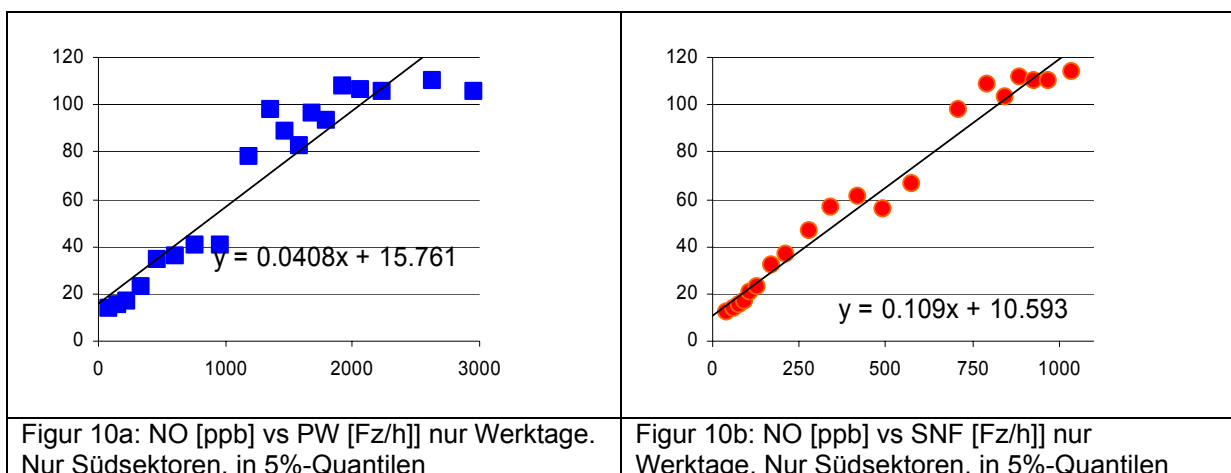 120
100
80
60
40
20
0
0 1000 2000 3000
y = 0.0408x + 15.761
120
100
80
60
40
20
0
0 250 500 750 1000
y = 0.109x + 10.593
Figur 10a: NO [ppb] vs PW [Fz/h]] nur Werktage.
Nur Südsektoren, in 5%-Quantilen
Figur 10b: NO [ppb] vs SNF [Fz/h]] nur
Werktage. Nur Südsektoren, in 5%-Quantilen